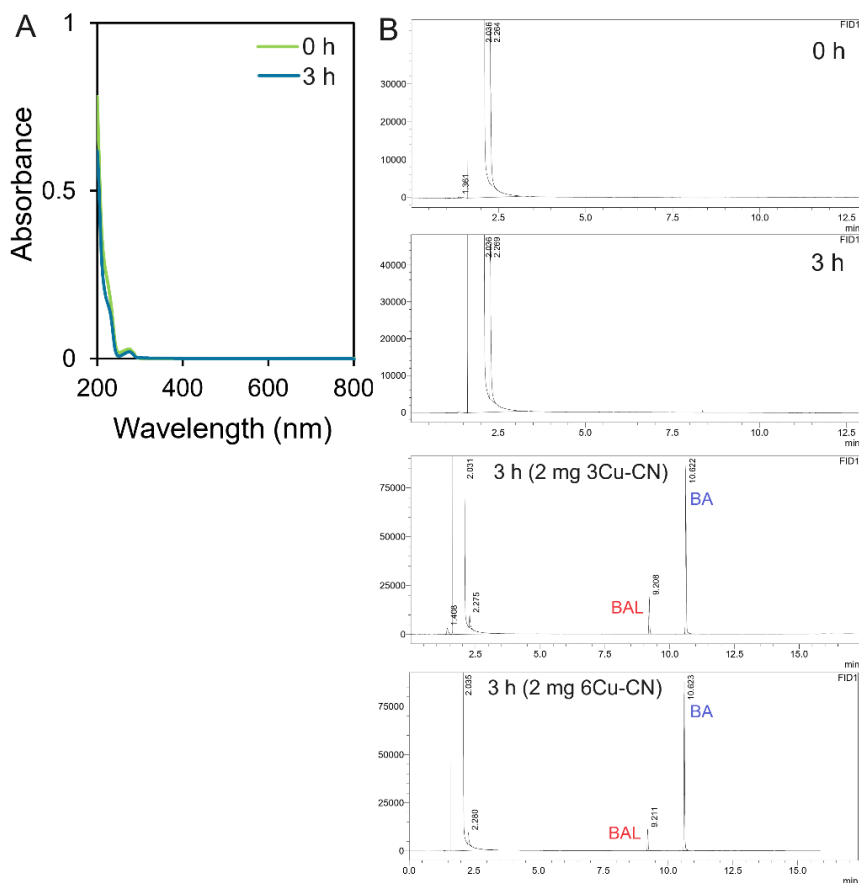 A
1
0.5
0
Absorbance
0 h
3 h
200
400
600
800
Wavelength (nm)
B
FID1
0 h
30000
20000
10000
0
1.361
2.036
2.264
2.5
5.0
7.5
10.0
12.5
min
FID1
3 h
40000
30000
20000
10000
0
2.036
2.269
2.5
5.0
7.5
10.0
12.5
min
FID1
3 h (2 mg 3Cu-CN)
75000
50000
25000
0
1.408
2.031
2.275
BAL
9.208
BA
10.622
2.5
5.0
7.5
10.0
12.5
15.0
min
FID1
3 h (2 mg 6Cu-CN)
75000
50000
25000
0
2.035
2.280
BAL
9.211
BA
10.623
0.0
2.5
5.0
7.5
10.0
12.5
15.0
min